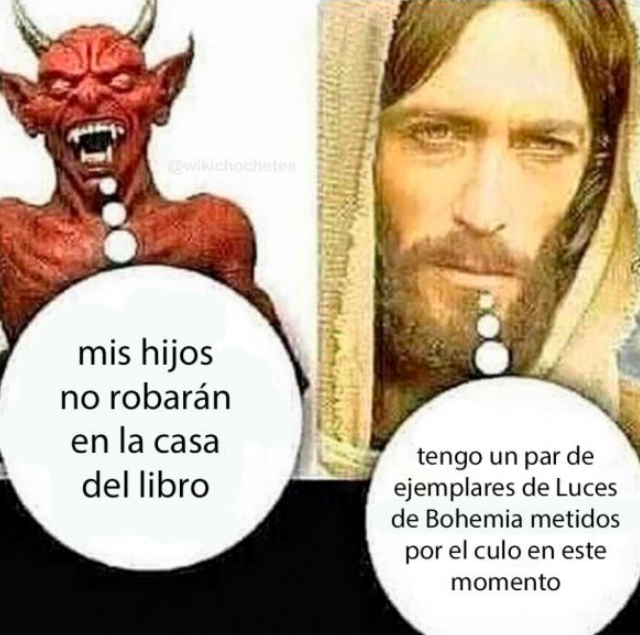 @wikichochetes
mis hijos
no robarán
en la casa
del libro
tengo un par de
ejemplares de Luces
de Bohemia metidos
por el culo en este
momento